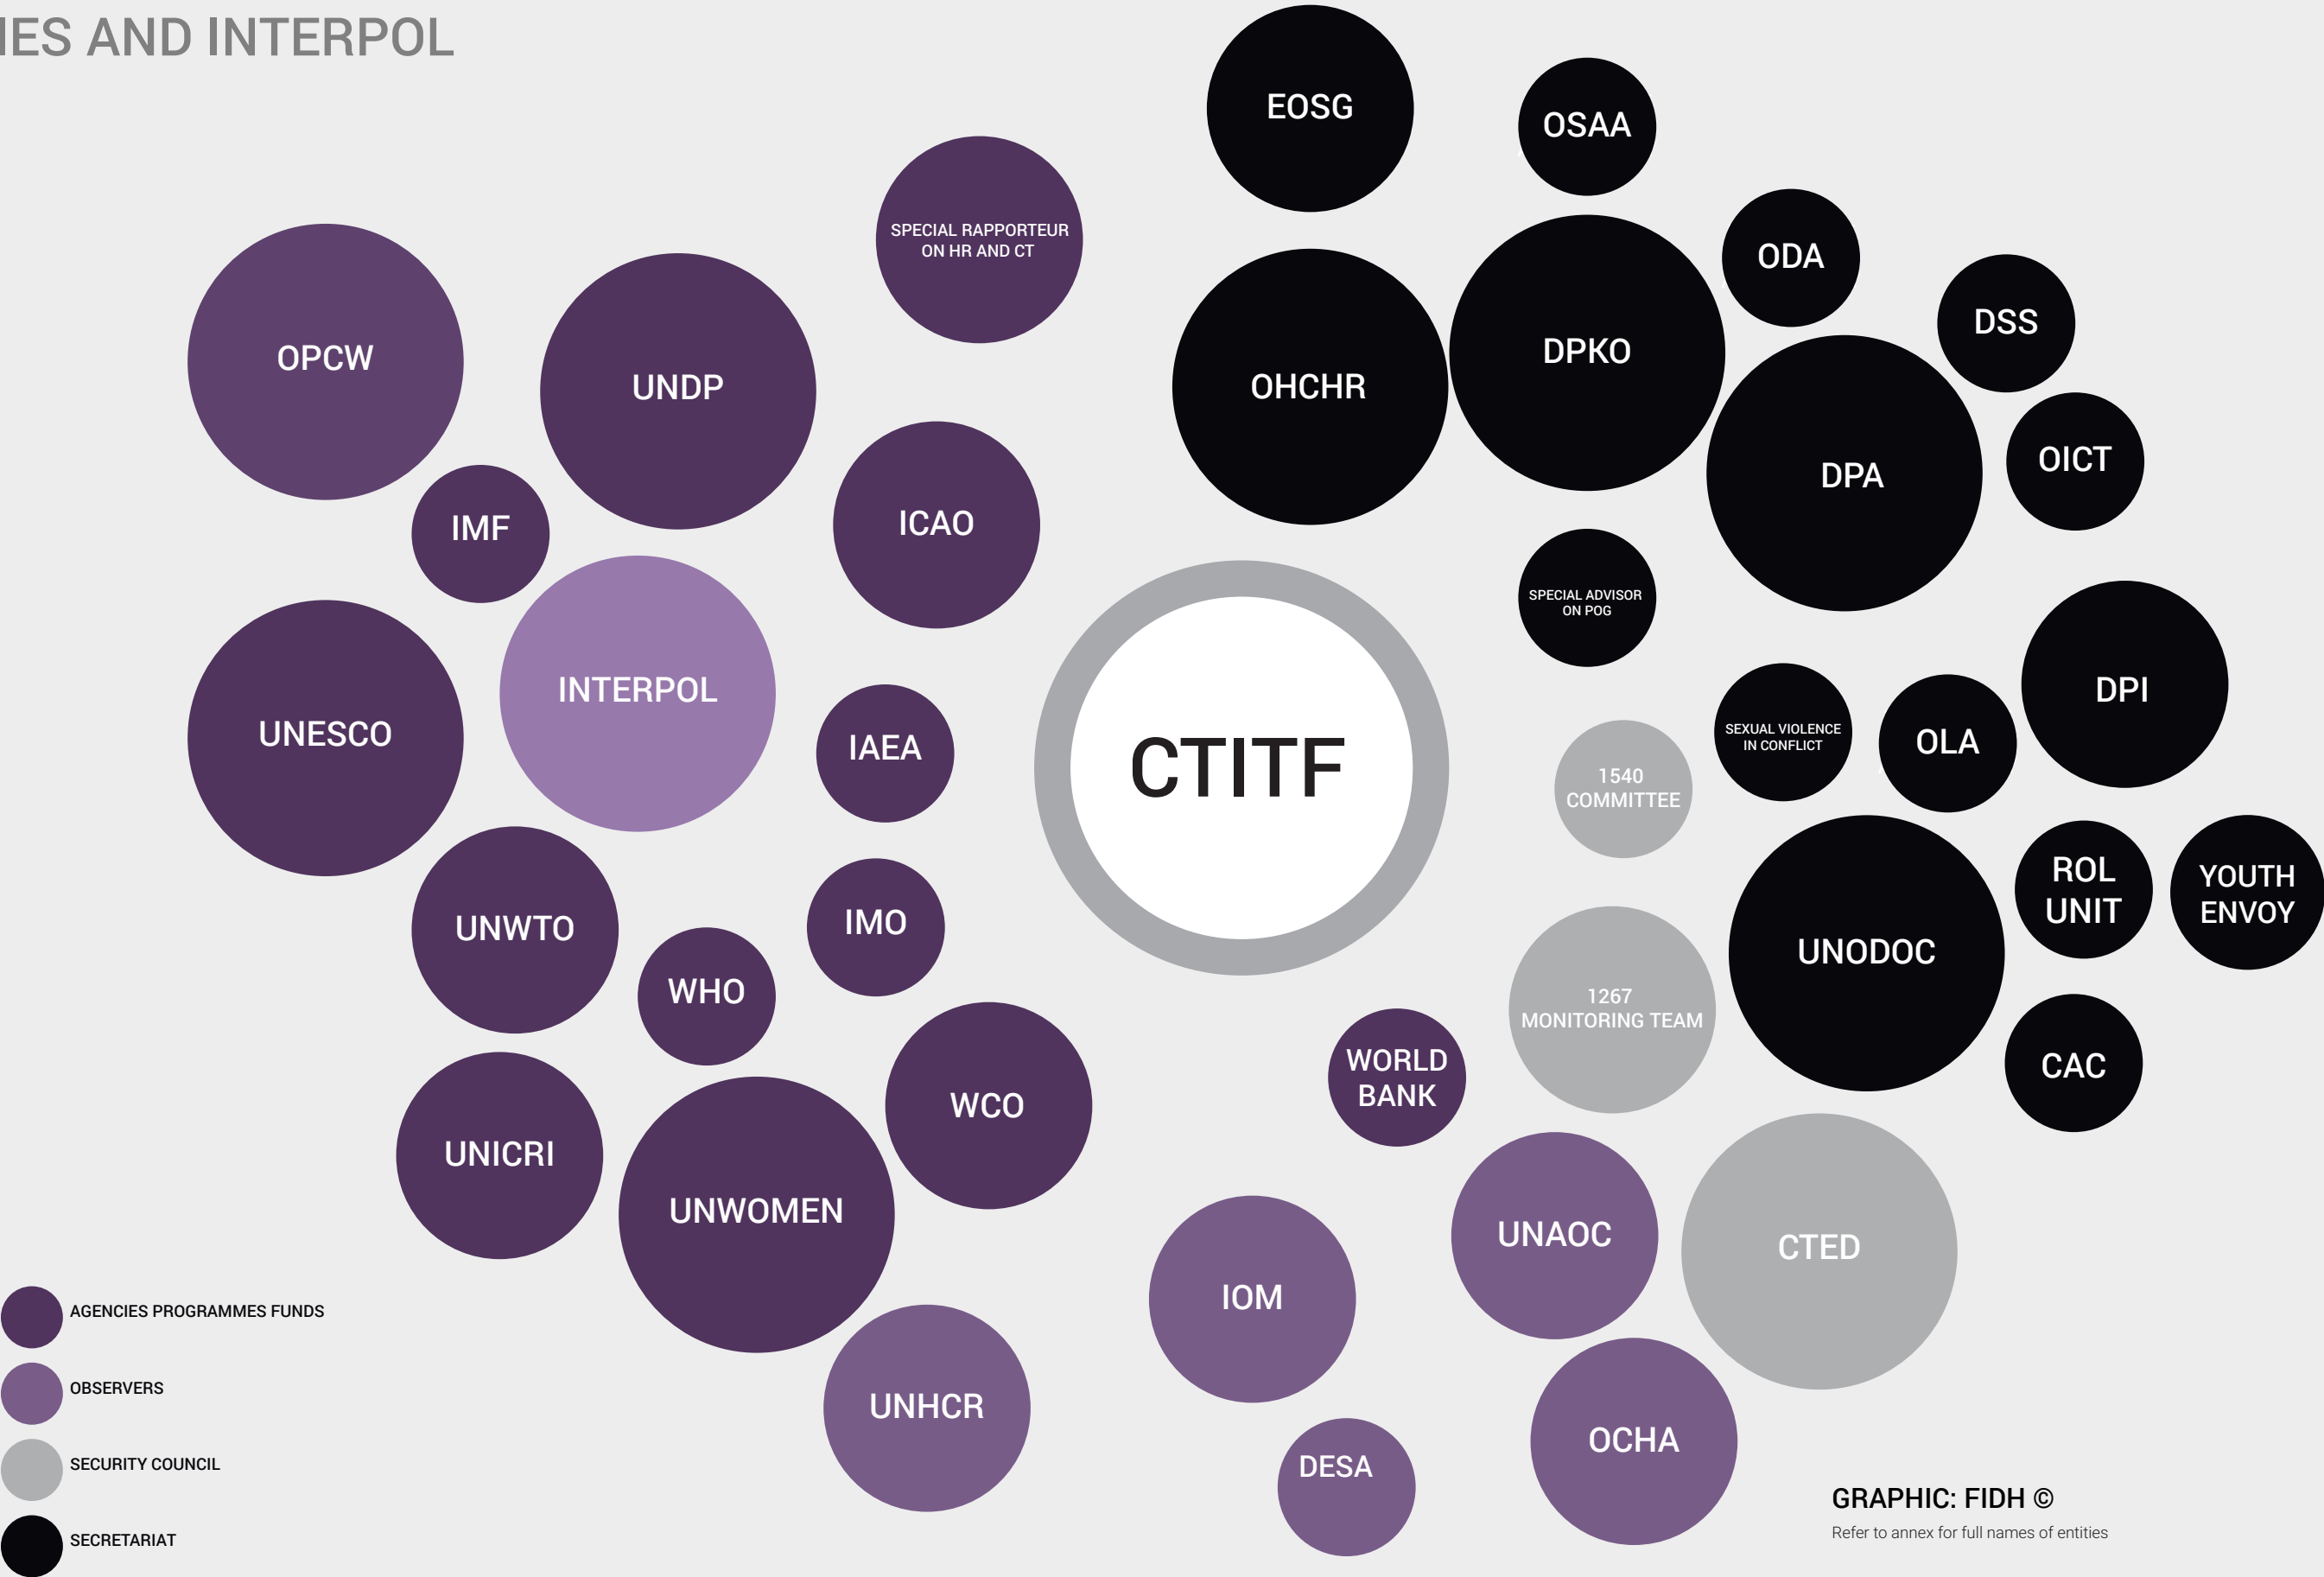 IES AND INTERPOL
EOSG
OSAA
SPECIAL RAPPORTEUR
ON HR AND CT
ODA
DSS
OPCW
UNDP
OHCHR
DPKO
DPA
OICT
IMF
ICAO
SPECIAL ADVISOR
ON POG
INTERPOL
UNESCO
IAEA
CTITF
1540
COMMITTEE
SEXUAL VIOLENCE
IN CONFLICT
OLA
DPI
UNWTO
IMO
WHO
UNODOC
ROL
UNIT
YOUTH
ENVOY
1267
MONITORING TEAM
WORLD
BANK
CAC
UNICRI
WCO
UNWOMEN
UNAOC
CTED
IOM
UNHCR
DESA
OCHA
AGENCIES PROGRAMMES FUNDS
OBSERVERS
SECURITY COUNCIL
SECRETARIAT
GRAPHIC: FIDH ©
Refer to annex for full names of entities